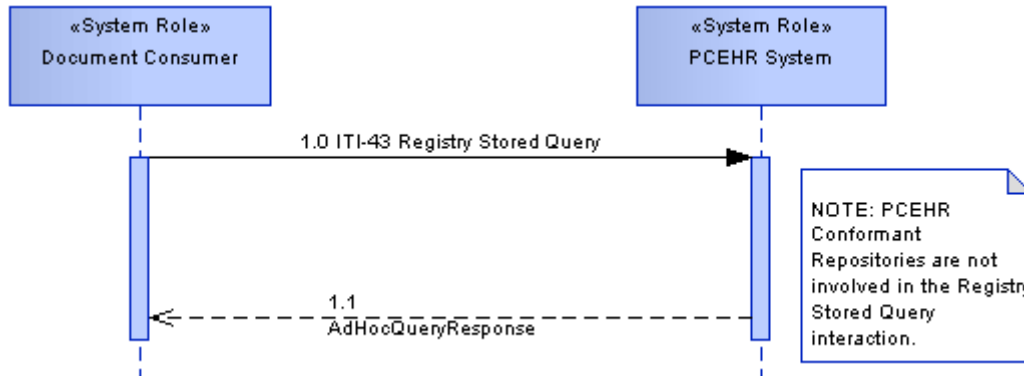 «System Role»
Document Consumer
«System Role»
PCEHR System
1.0 ITI-43 Registry Stored Query
NOTE: PCEHR
Conformant
Repositories are not
involved in the Registry
Stored Query
interaction.
1.1
AdHocQueryResponse